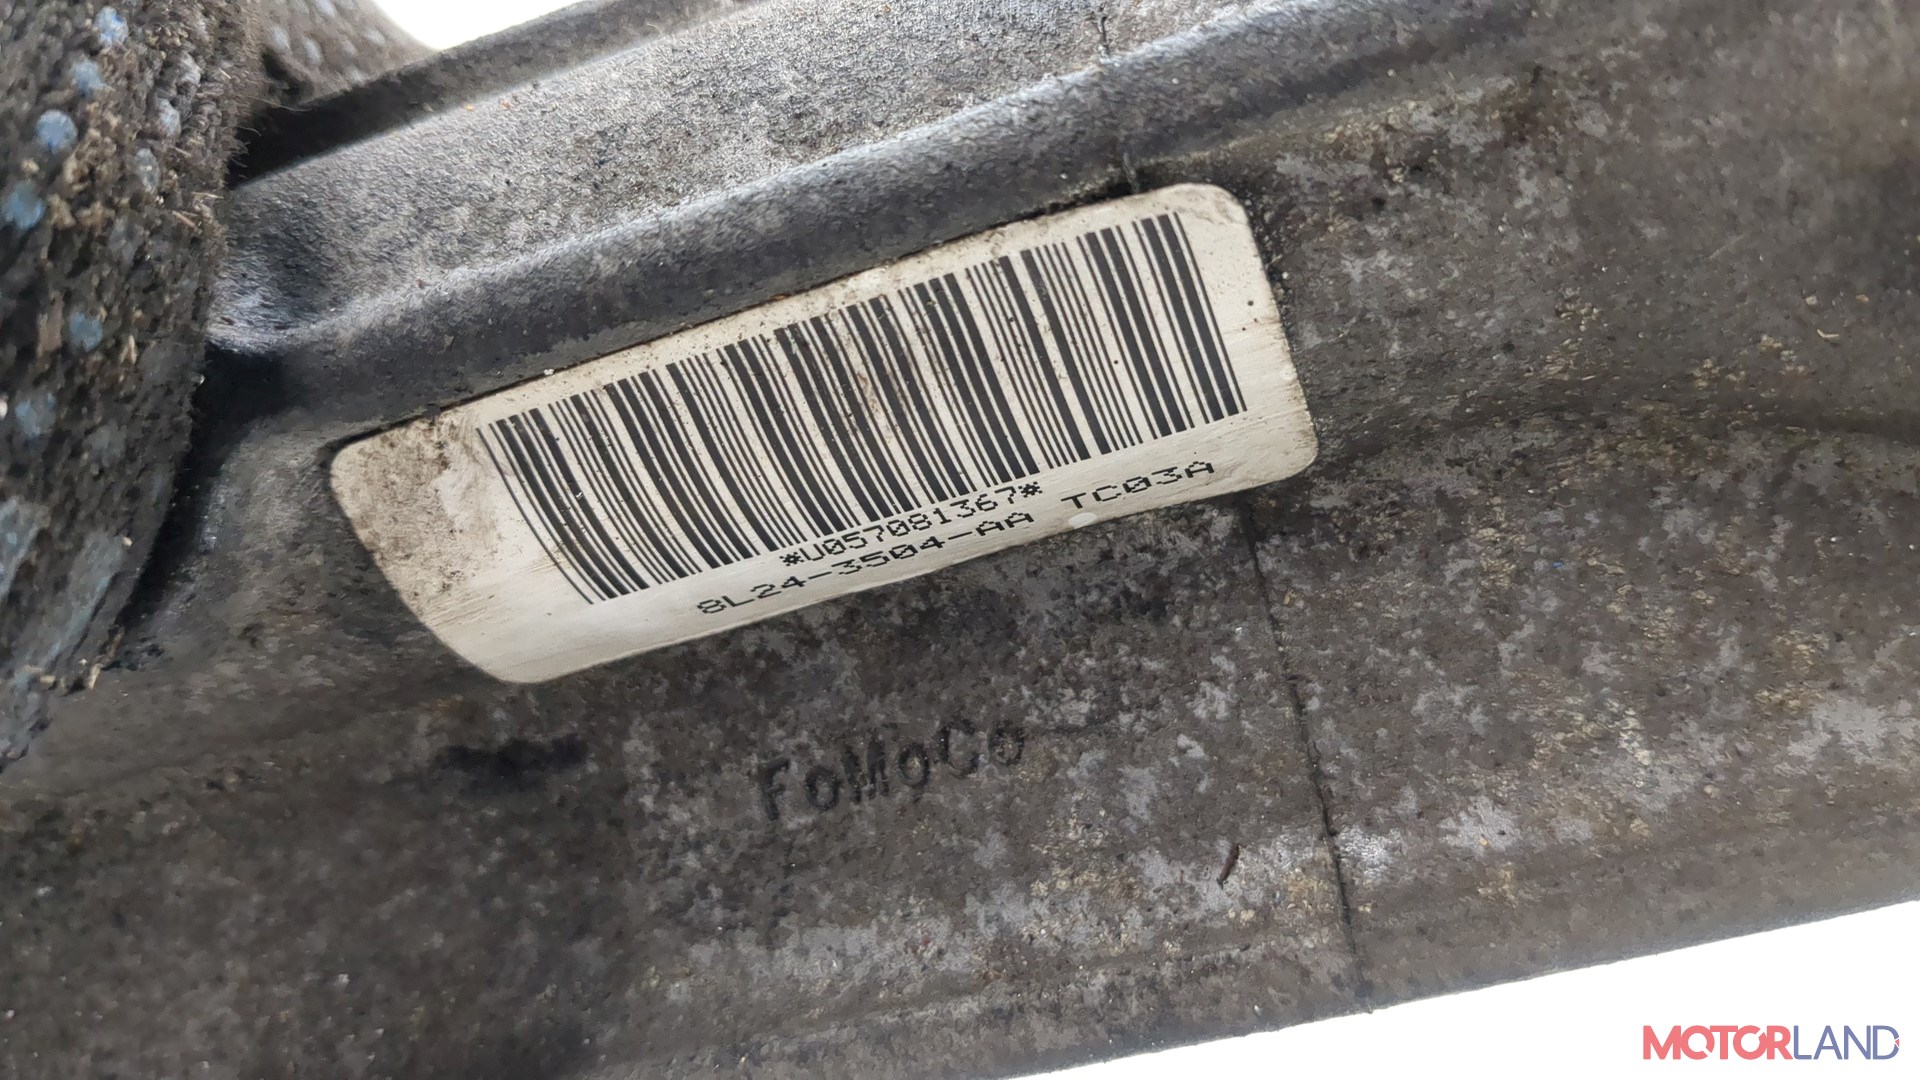 *U057081367*
8L24-3504-AA TC03A
FoMoCo
MOTORLAND